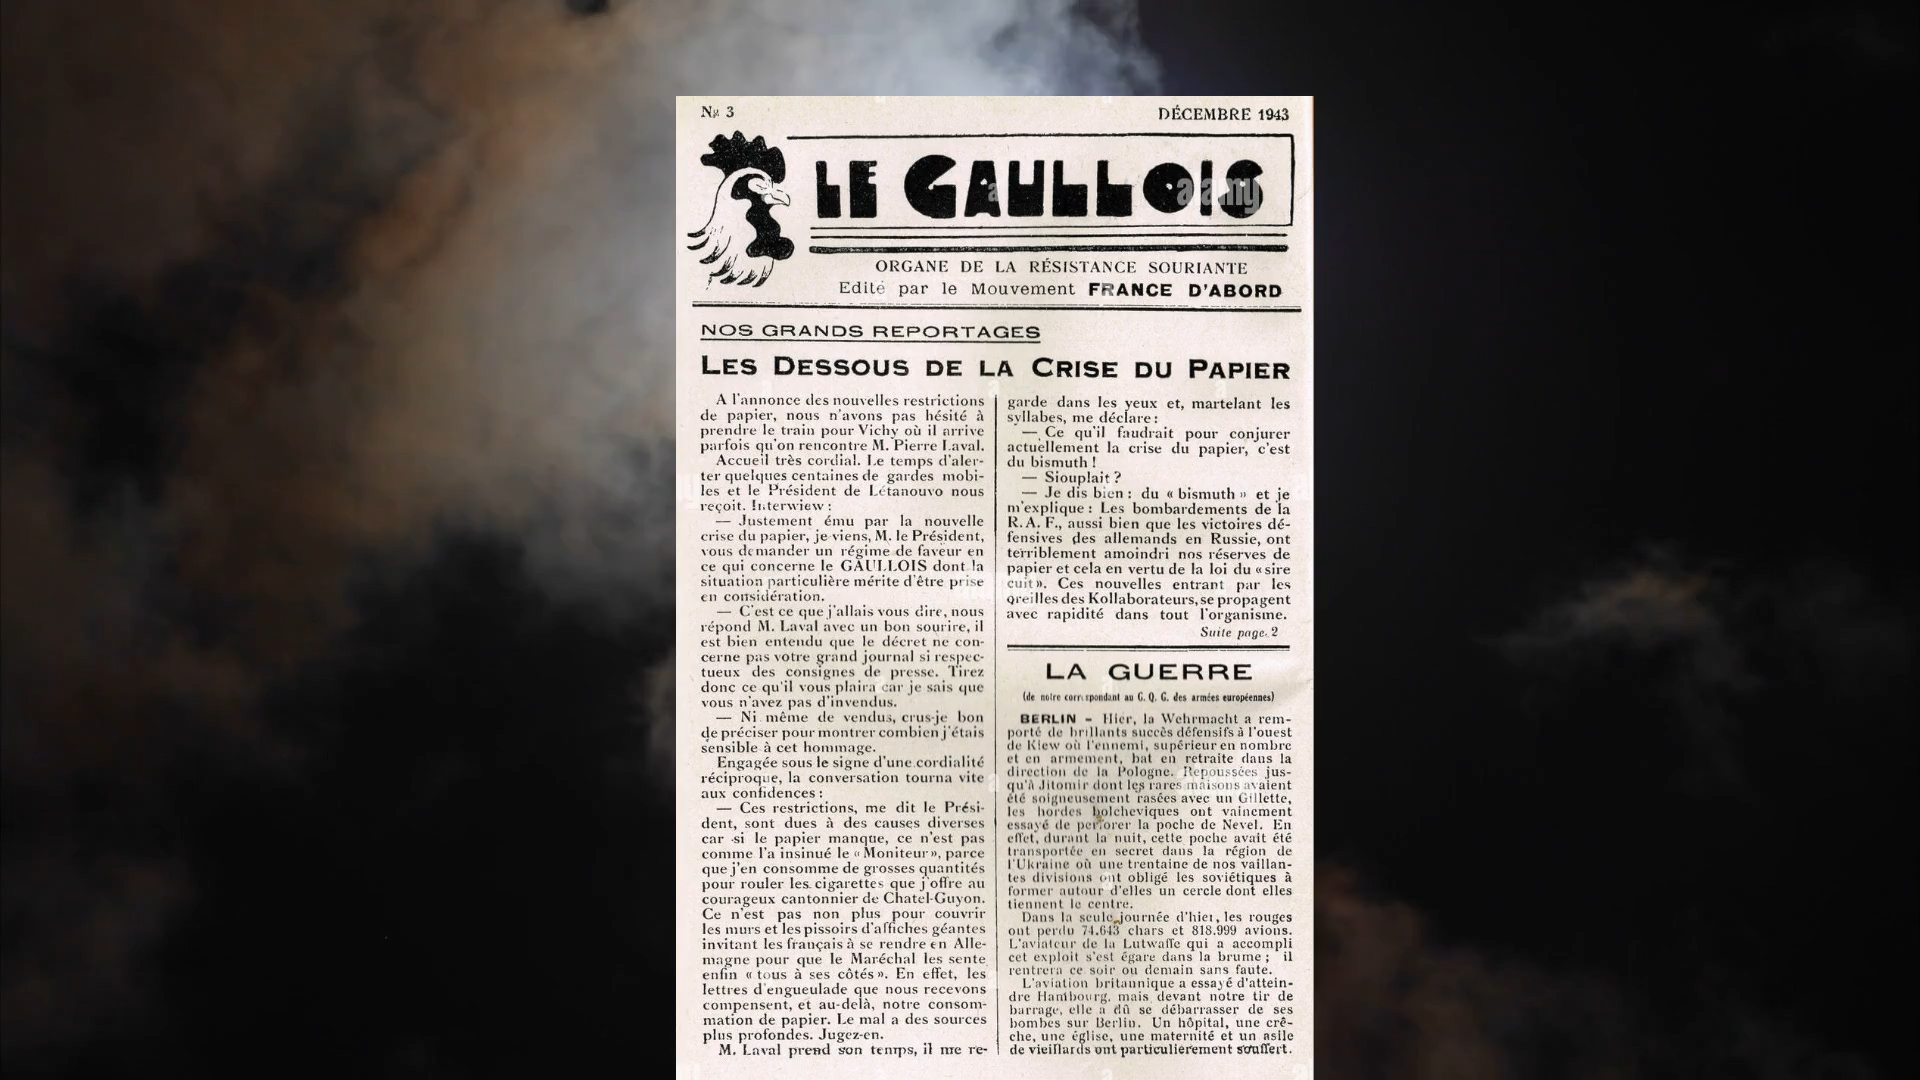 Nº 3
DÉCEMBRE 1943
LE GAULLOIS
ORGANE DE LA RÉSISTANCE SOURIANTE
Edité par le Mouvement FRANCE D'ABORD
NOS GRANDS REPORTAGES
LES DESSOUS DE LA CRISE DU PAPIER
A l'annonce des nouvelles restrictions
de papier, nous n'avons pas hésité à
prendre le train pour Vichy où il arrive
parfois qu'on rencontre M. Pierre Laval.
Accueil très cordial. Le temps d'aler-
ter quelques centaines de gardes mobi-
les et le Président de Létanouvo nous
reçoit. Interview :
— Justement ému par la nouvelle
crise du papier, je viens, M. le Président,
vous demander un régime de faveur en
ce qui concerne le GAULLOIS dont la
situation particulière mérite d'être prise
en considération.
— C'est ce que j'allais vous dire, nous
répond M. Laval avec un bon sourire, il
est bien entendu que le décret ne con-
cerne pas votre grand journal si respec-
tueux des consignes de presse. Tirez
donc ce qu'il vous plaira car je sais que
vous n'avez pas d'invendus.
— Ni même de vendus, crus-je bon
de préciser pour montrer combien j'étais
sensible à cet hommage.
Engagée sous le signe d'une cordialité
réciproque, la conversation tourna vite
aux confidences :
— Ces restrictions, me dit le Prési-
dent, sont dues à des causes diverses
car si le papier manque, ce n'est pas
comme l'a insinué le « Moniteur », parce
que j'en consomme de grosses quantités
pour rouler les cigarettes que j'offre au
courageux cantonnier de Chatel-Guyon.
Ce n'est pas non plus pour couvrir
les murs et les pissoirs d'affiches géantes
invitant les français à se rendre en Alle-
magne pour que le Maréchal les sente
enfin « tous à ses côtés ». En effet, les
lettres d'engueulade que nous recevons
compensent, et au-delà, notre consom-
mation de papier. Le mal a des sources
plus profondes. Jugez-en.
M. Laval prend son temps, il me re-
garde dans les yeux et, martelant les
syllabes, me déclare :
— Ce qu'il faudrait pour conjurer
actuellement la crise du papier, c'est
du bismuth !
— Siouplait ?
— Je dis bien : du « bismuth » et je
m'explique : Les bombardements de la
R. A. F., aussi bien que les victoires dé-
fensives des allemands en Russie, ont
terriblement amoindri nos réserves de
papier et cela en vertu de la loi du « sire
cuit ». Ces nouvelles entrant par les
oreilles des Kollaborateurs, se propagent
avec rapidité dans tout l'organisme.
Suite page 2
LA GUERRE
(de notre correspondant au G. Q. G. des armées européennes)
BERLIN - Hier, la Wehrmacht a rem-
porté de brillants succès défensifs à l'ouest
de Kiew où l'ennemi, supérieur en nombre
et en armement, bat en retraite dans la
direction de la Pologne. Repoussées jus-
qu'à Jitomir dont les rares maisons avaient
été soigneusement rasées avec un Gillette,
les hordes bolcheviques ont vainement
essayé de perforer la poche de Nevel. En
effet, durant la nuit, cette poche avait été
transportée en secret dans la région de
l'Ukraine où une trentaine de nos vaillan-
tes divisions ont obligé les soviétiques à
former autour d'elles un cercle dont elles
tiennent le centre.
Dans la seule journée d'hier, les rouges
ont perdu 74.643 chars et 818.999 avions.
L'aviateur de la Lutwaffe qui a accompli
cet exploit s'est égare dans la brume ; il
rentrera ce soir ou demain sans faute.
L'aviation britannique a essayé d'attein-
dre Hambourg, mais devant notre tir de
barrage, elle a dû se débarrasser de ses
bombes sur Berlin. Un hôpital, une crê-
che, une église, une maternité et un asile
de vieillards ont particulièrement souffert.
alamy